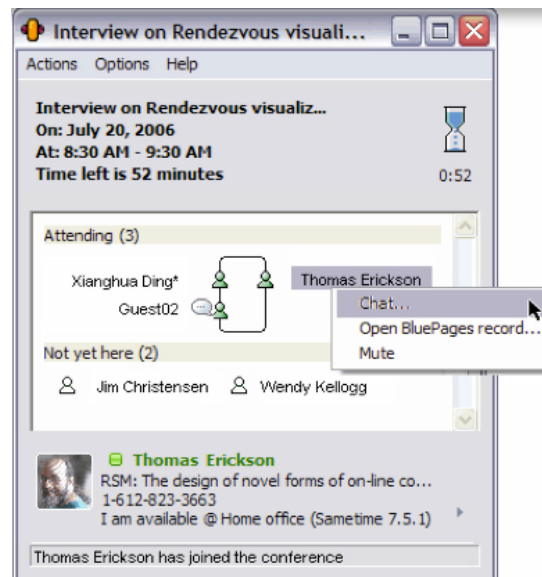 Interview on Rendezvous visuali...
Actions Options Help
Interview on Rendezvous visualiz...
On: July 20, 2006
At: 8:30 AM - 9:30 AM
Time left is 52 minutes
0:52
Attending (3)
Xianghua Ding* Thomas Erickson
Guest02
Chat...
Open BluePages record...
Mute
Not yet here (2)
Jim Christensen Wendy Kellogg
Thomas Erickson
RSM: The design of novel forms of on-line co...
1-612-823-3663
I am available @ Home office (Sametime 7.5.1)
Thomas Erickson has joined the conference